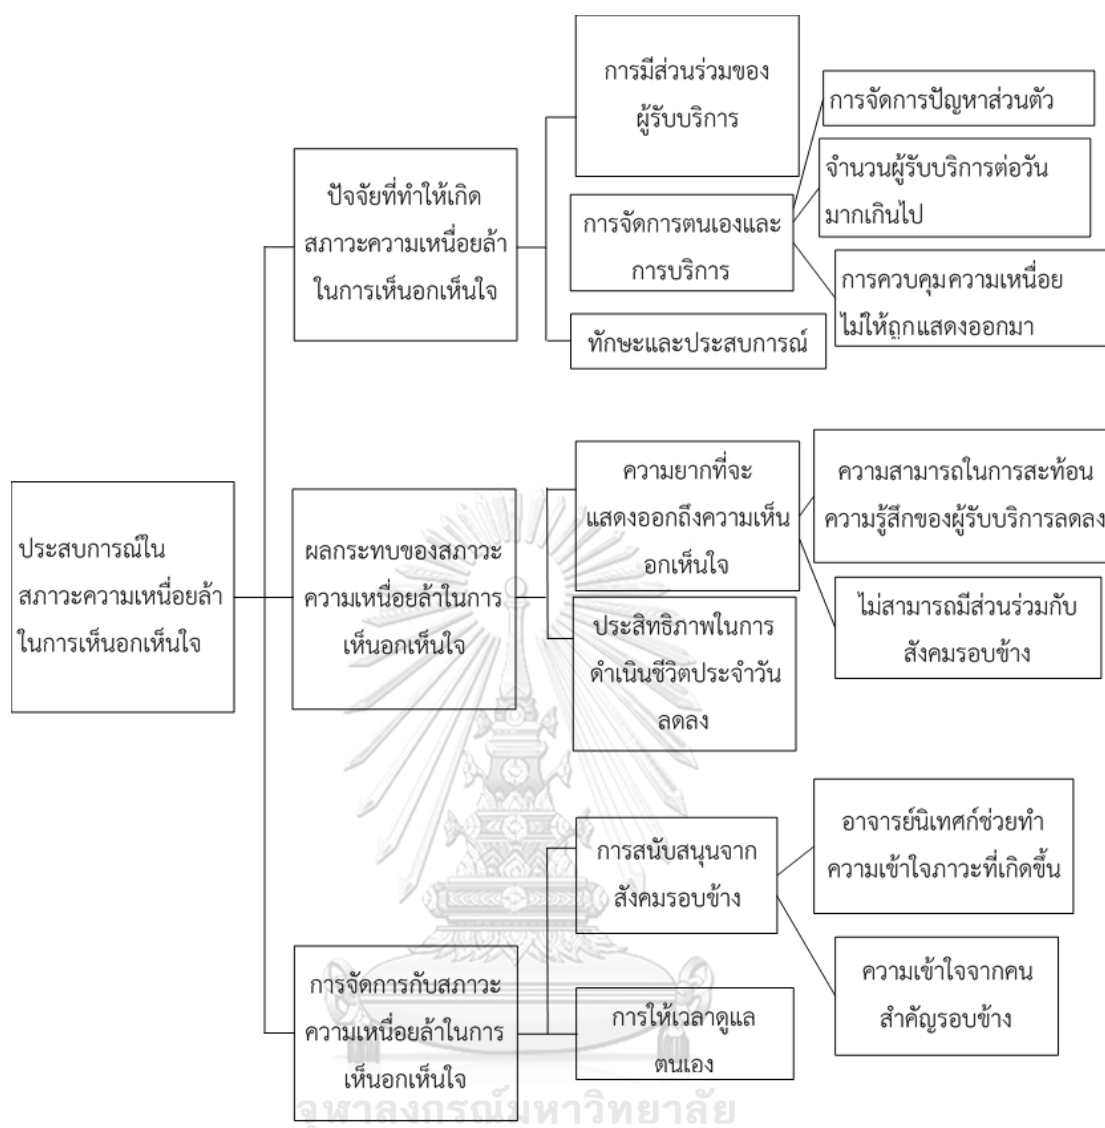 การมีส่วนร่วมของ
ผู้รับบริการ
การจัดการปัญหาส่วนตัว
จำนวนผู้รับบริการต่อวัน
มากเกินไป
ปัจจัยที่ทำให้เกิด
สภาวะความเหนื่อยล้า
ในการเห็นอกเห็นใจ
การจัดการตนเองและ
การบริการ
การควบคุมความเหนื่อย
ไม่ให้ถูกแสดงออกมา
ทักษะและประสบการณ์
ประสบการณ์ใน
สภาวะความเหนื่อยล้า
ในการเห็นอกเห็นใจ
ผลกระทบของสภาวะ
ความเหนื่อยล้าในการ
เห็นอกเห็นใจ
ความยากที่จะ
แสดงออกถึงความเห็น
อกเห็นใจ
ความสามารถในการสะท้อน
ความรู้สึกของผู้รับบริการลดลง
ไม่สามารถมีส่วนร่วมกับ
สังคมรอบข้าง
ประสิทธิภาพในการ
ดำเนินชีวิตประจำวัน
ลดลง
การสนับสนุนจาก
สังคมรอบข้าง
อาจารย์นิเทศก์ช่วยทำ
ความเข้าใจภาวะที่เกิดขึ้น
ความเข้าใจจากคน
สำคัญรอบข้าง
การจัดการกับสภาวะ
ความเหนื่อยล้าในการ
เห็นอกเห็นใจ
การให้เวลาดูแล
ตนเอง
จุฬาลงกรณ์มหาวิทยาลัย